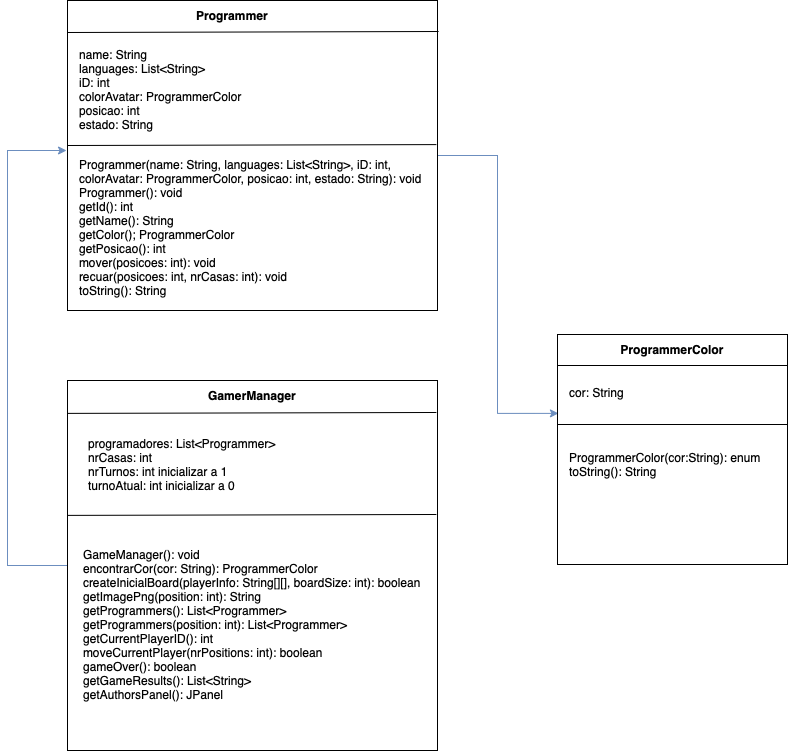 Programmer
name: String
languages: List<String>
iD: int
colorAvatar: ProgrammerColor
posicao: int
estado: String
Programmer(name: String, languages: List<String>, iD: int,
colorAvatar: ProgrammerColor, posicao: int, estado: String): void
Programmer(): void
getId(): int
getName(): String
getColor(); ProgrammerColor
getPosicao(): int
mover(posicoes: int): void
recuar(posicoes: int, nrCasas: int): void
toString(): String
ProgrammerColor
cor: String
ProgrammerColor(cor:String): enum
toString(): String
GamerManager
programadores: List<Programmer>
nrCasas: int
nrTurnos: int inicializar a 1
turnoAtual: int inicializar a 0
GameManager(): void
encontrarCor(cor: String): ProgrammerColor
createInicialBoard(playerInfo: String[][], boardSize: int): boolean
getImagePng(position: int): String
getProgrammers(): List<Programmer>
getProgrammers(position: int): List<Programmer>
getCurrentPlayerID(): int
moveCurrentPlayer(nrPositions: int): boolean
gameOver(): boolean
getGameResults(): List<String>
getAuthorsPanel(): JPanel